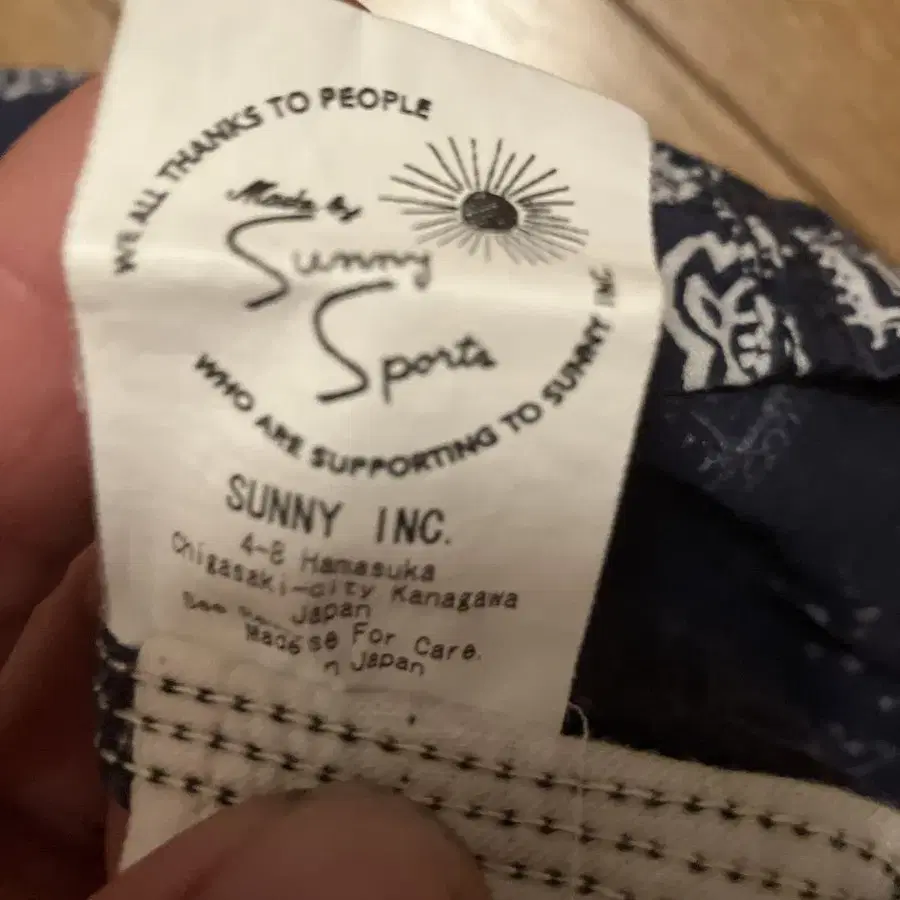 WE ALL THANKS TO PEOPLE
Made by
Sunny
Sports
WHO ARE SUPPORTING TO SUNNY INC
SUNNY INC.
4-8 Hamasuka
Chigasaki-city Kanagawa
Japan
See For Care.
Japan